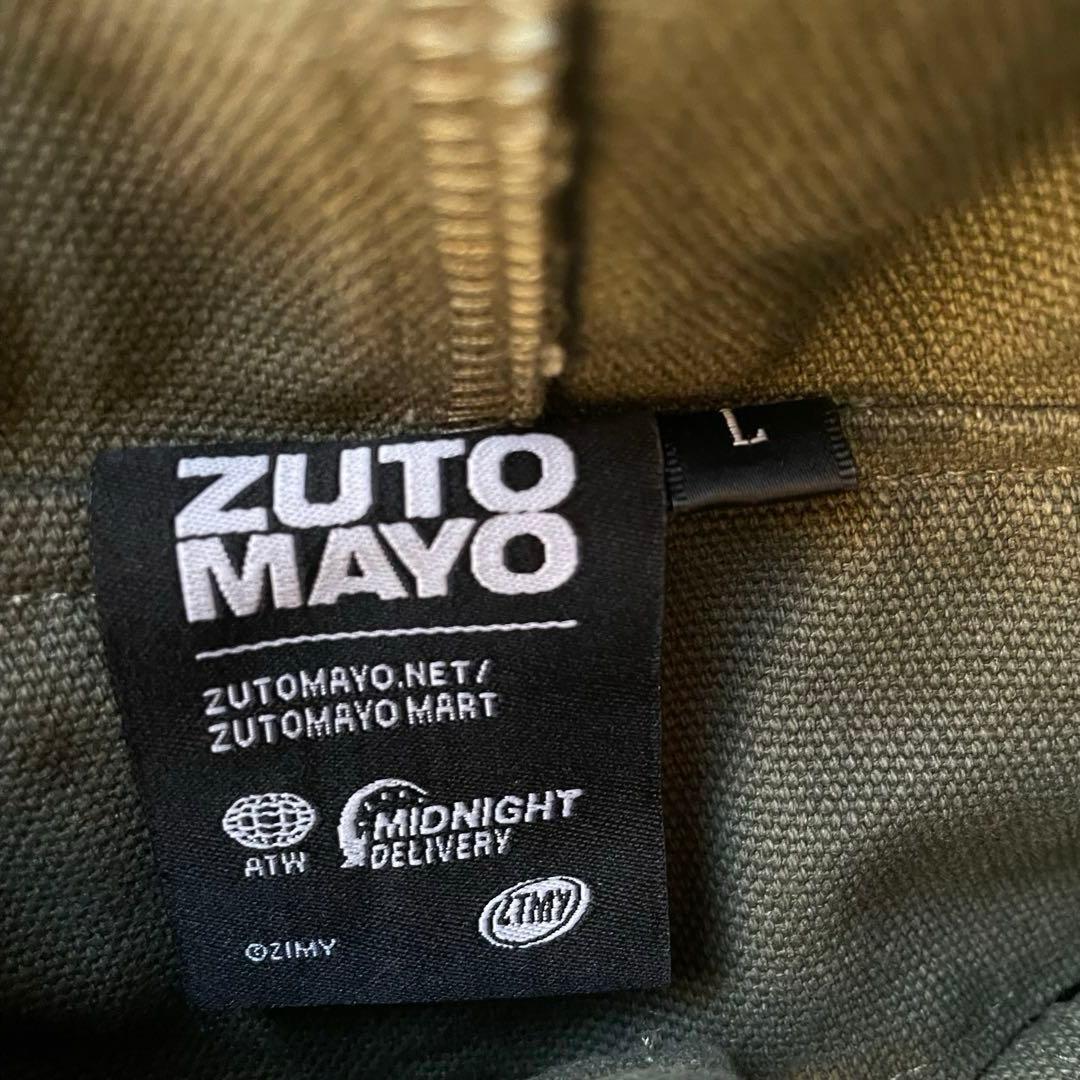 ZUTO
MAYO
L
ZUTOMAYO.NET/
ZUTOMAYO MART
ATW
MIDNIGHT
DELIVERY
ZTMY
©ZIMY